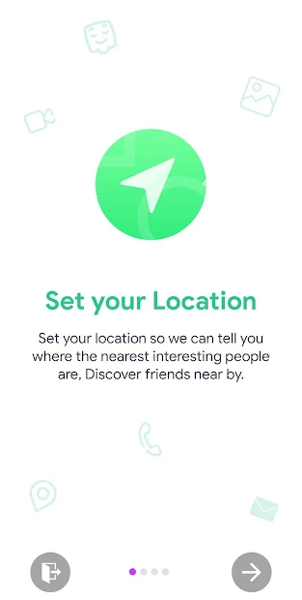 Set your Location
Set your location so we can tell you
where the nearest interesting people
are, Discover friends near by.